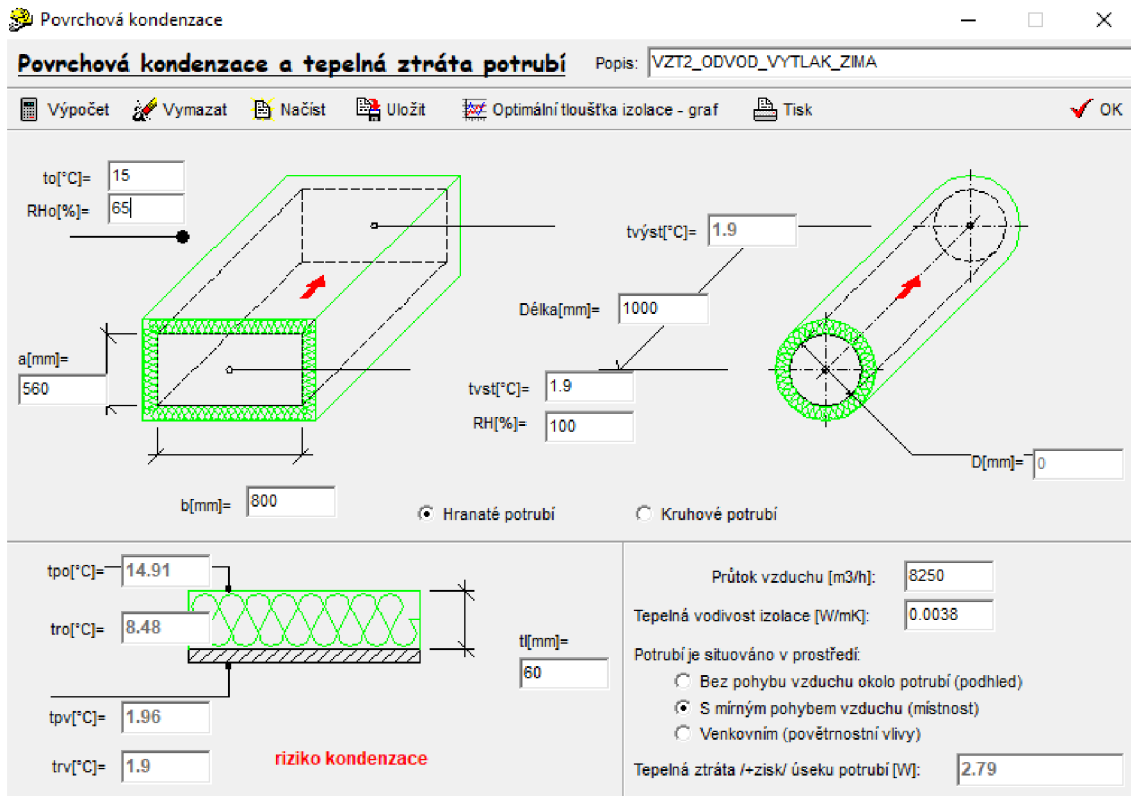 Povrchová kondenzace
Povrchová kondenzace a tepelná ztráta potrubí Popis: VZT2_ODVOD_VYTLAK_ZIMA
Výpočet Vymazat Načíst Uložit Optimální tloušťka izolace - graf Tisk OK
to[°C]= 15
RHo[%]= 65
tvýst[°C]= 1.9
Délka[mm]= 1000
a[mm]=
560
tvst[°C]= 1.9
RH[%]= 100
D[mm]= 0
b[mm]= 800
Hranaté potrubí Kruhové potrubí
tpo[°C]= 14.91
tro[°C]= 8.48
tl[mm]=
60
tpv[°C]= 1.96
trv[°C]= 1.9
riziko kondenzace
Průtok vzduchu [m3/h]: 8250
Tepelná vodivost izolace [W/mK]: 0.0038
Potrubí je situováno v prostředí:
Bez pohybu vzduchu okolo potrubí (podhled)
S mírným pohybem vzduchu (místnost)
Venkovním (povětrnostní vlivy)
Tepelná ztráta /+zisk/ úseku potrubí [W]: 2.79